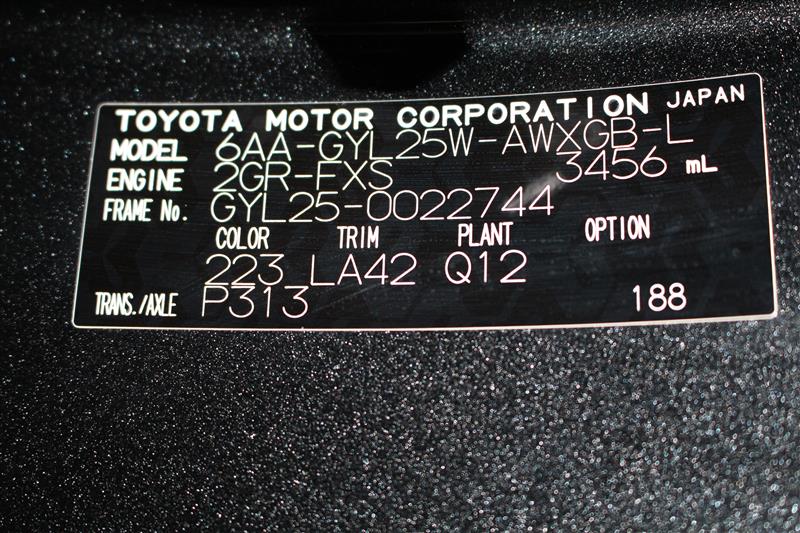 TOYOTA MOTOR CORPORATION JAPAN
MODEL 6AA-GYL25W-AWXGB-L
ENGINE 2GR-FXS 3456 mL
FRAME No. GYL25-0022744
COLOR TRIM PLANT OPTION
223 LA42 Q12
TRANS./AXLE P313 188